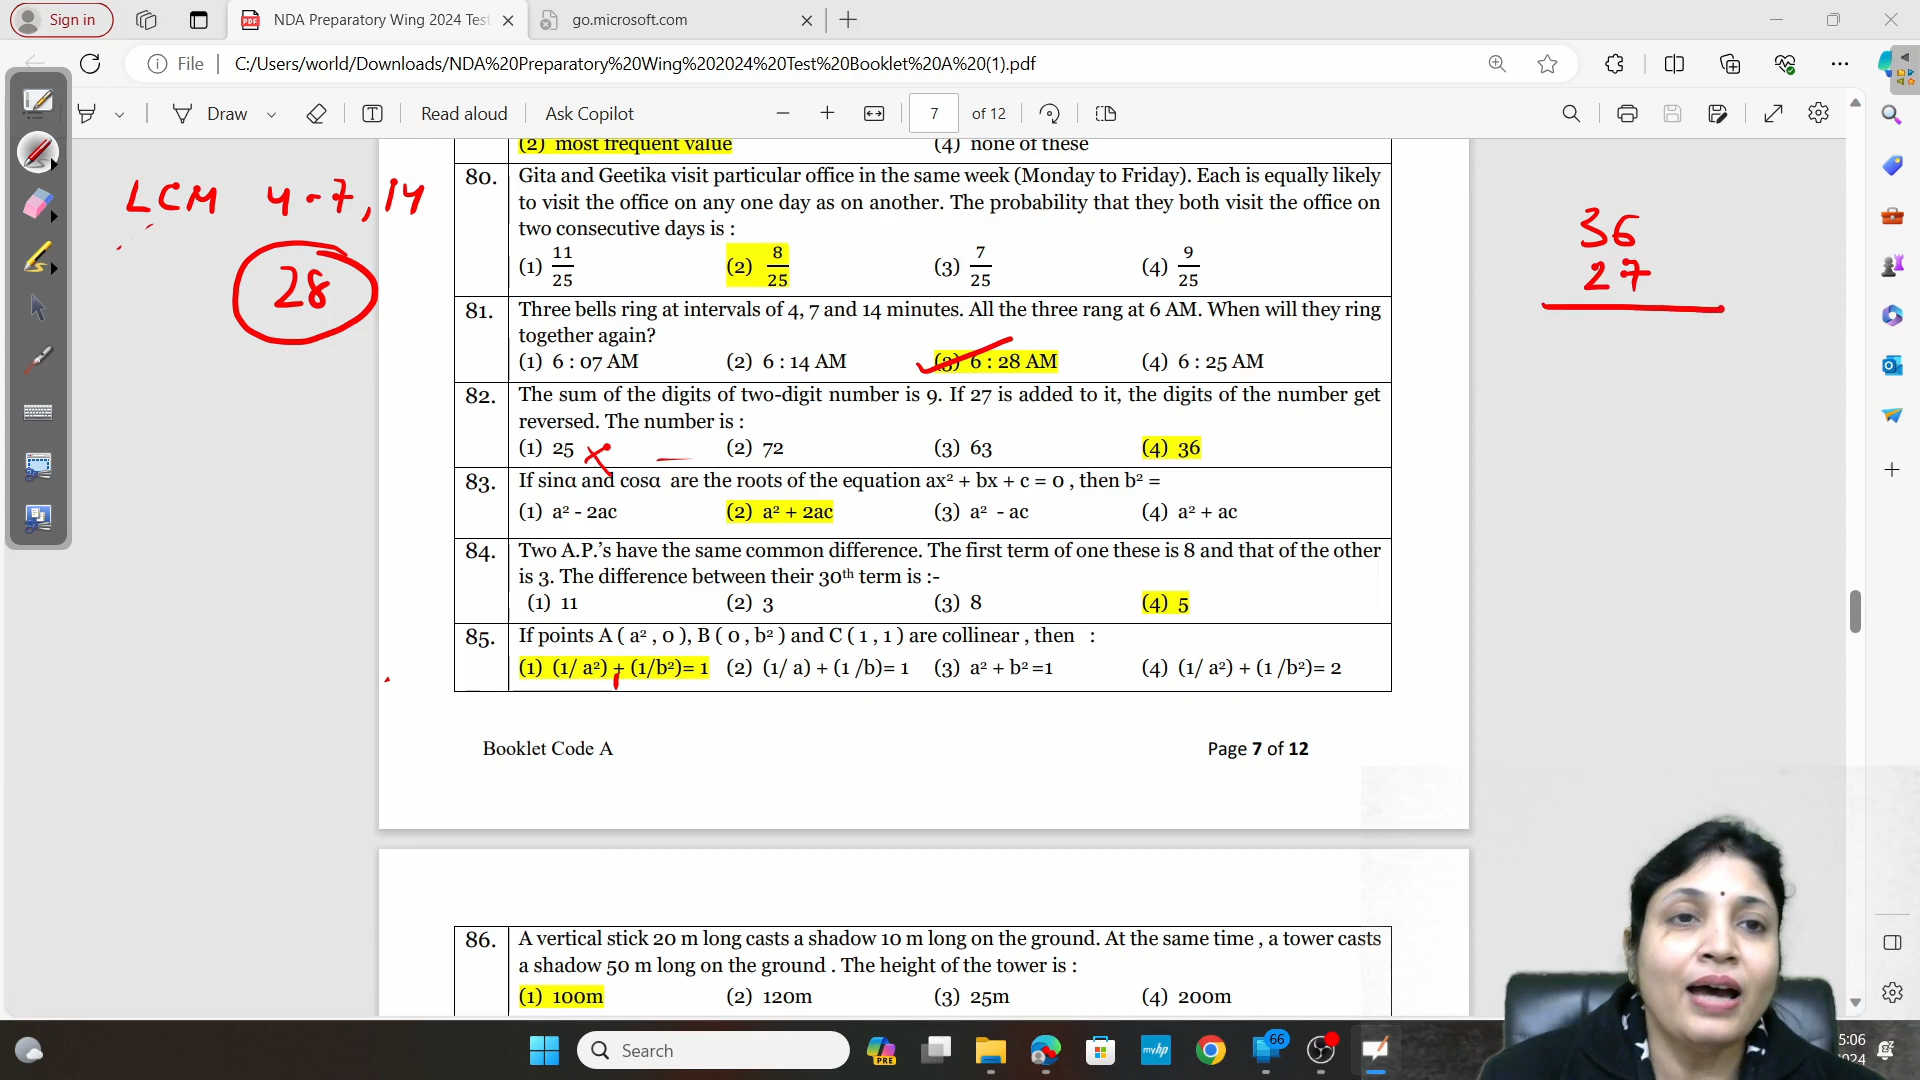 Sign in
NDA Preparatory Wing 2024 Test
go.microsoft.com
File
C:/Users/world/Downloads/NDA%20Preparatory%20Wing%202024%20Test%20Booklet%20A%20(1).pdf
Draw
Read aloud
Ask Copilot
7 of 12
(2) most frequent value (4) none of these
80. Gita and Geetika visit particular office in the same week (Monday to Friday). Each is equally likely
to visit the office on any one day as on another. The probability that they both visit the office on
two consecutive days is :
(1) 11/25 (2) 8/25 (3) 7/25 (4) 9/25
81. Three bells ring at intervals of 4, 7 and 14 minutes. All the three rang at 6 AM. When will they ring
together again?
(1) 6 : 07 AM (2) 6 : 14 AM (3) 6 : 28 AM (4) 6 : 25 AM
82. The sum of the digits of two-digit number is 9. If 27 is added to it, the digits of the number get
reversed. The number is :
(1) 25 (2) 72 (3) 63 (4) 36
83. If sinα and cosα are the roots of the equation ax² + bx + c = 0 , then b² =
(1) a² - 2ac (2) a² + 2ac (3) a² - ac (4) a² + ac
84. Two A.P.'s have the same common difference. The first term of one these is 8 and that of the other
is 3. The difference between their 30th term is :-
(1) 11 (2) 3 (3) 8 (4) 5
85. If points A ( a² , 0 ), B ( 0 , b² ) and C ( 1 , 1 ) are collinear , then :
(1) (1/ a²) + (1/b²)= 1 (2) (1/ a) + (1 /b)= 1 (3) a² + b² =1 (4) (1/ a²) + (1 /b²)= 2
Booklet Code A
Page 7 of 12
86. A vertical stick 20 m long casts a shadow 10 m long on the ground. At the same time , a tower casts
a shadow 50 m long on the ground . The height of the tower is :
(1) 100m (2) 120m (3) 25m (4) 200m
LCM 4-7, 14
28
36
27
Search
PRE
myhp
66
5:06